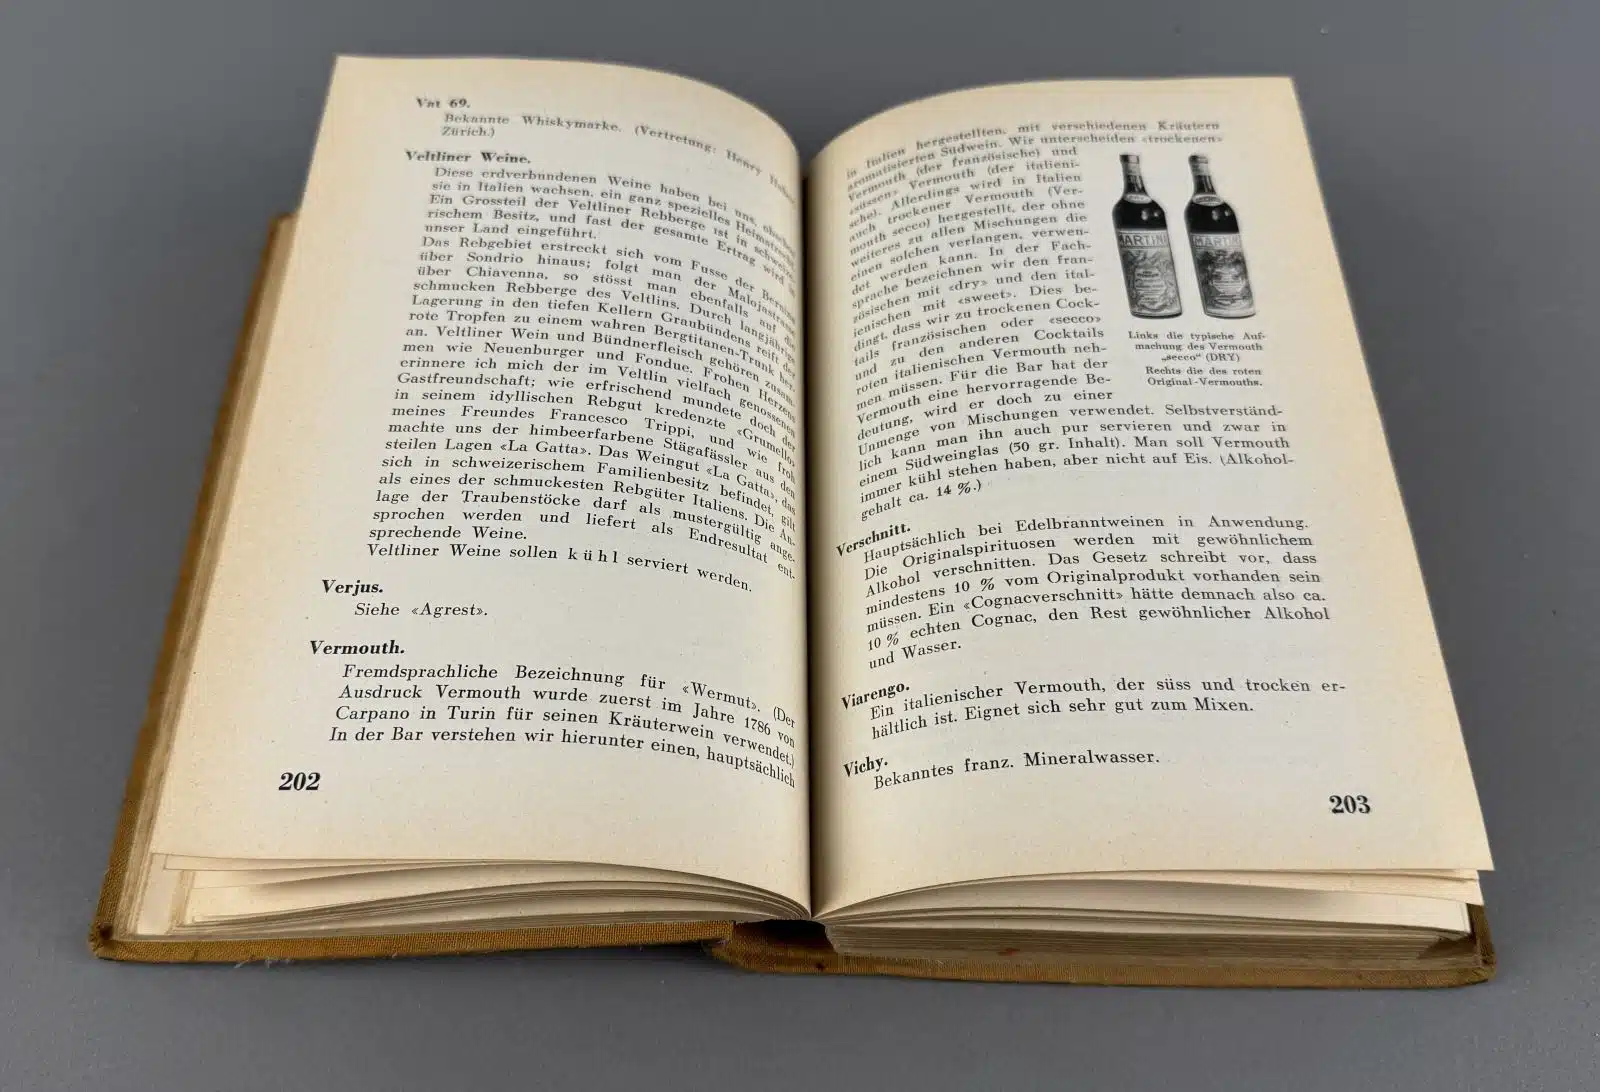 Vat 69.
Bekannte Whiskymarke. (Vertretung: Henry
Zürich.)
Veltliner Weine.
Diese erdverbundenen Weine haben bei uns, obschon
sie in Italien wachsen, ein ganz spezielles Heimatrecht.
Ein Grossteil der Veltliner Rebberge ist in schweize-
rischem Besitz, und fast der gesamte Ertrag wird in
unser Land eingeführt.
Das Rebgebiet erstreckt sich vom Fusse der Bernina
über Sondrio hinaus; folgt man der Malojastrasse
über Chiavenna, so stösst man ebenfalls auf die
schmucken Rebberge des Veltlins. Durch langjährige
Lagerung in den tiefen Kellern Graubündens reift der
rote Tropfen zu einem wahren Bergtitanen-Trunk her-
an. Veltliner Wein und Bündnerfleisch gehören zusam-
men wie Neuenburger und Fondue. Frohen Herzens
erinnere ich mich der im Veltlin vielfach genossenen
Gastfreundschaft; wie erfrischend mundete doch der
in seinem idyllischen Rebgut kredenzte «Grumello»
meines Freundes Francesco Trippi, und wie froh
machte uns der himbeerfarbene Stägafässler aus den
steilen Lagen «La Gatta». Das Weingut «La Gatta», das
sich in schweizerischem Familienbesitz befindet, gilt
als eines der schmuckesten Rebgüter Italiens. Die An-
lage der Traubenstöcke darf als mustergültig ange-
sprochen werden und liefert als Endresultat ent-
sprechende Weine.
Veltliner Weine sollen kühl serviert werden.
Verjus.
Siehe «Agrest».
Vermouth.
Fremdsprachliche Bezeichnung für «Wermut». (Der
Ausdruck Vermouth wurde zuerst im Jahre 1786 von
Carpano in Turin für seinen Kräuterwein verwendet.)
In der Bar verstehen wir hierunter einen, hauptsächlich
202
in Italien hergestellten, mit verschiedenen Kräutern
aromatisierten Südwein. Wir unterscheiden «trockenen»
Vermouth (der französische) und
«süssen» Vermouth (der italieni-
sche). Allerdings wird in Italien
auch trockener Vermouth (Ver-
mouth secco) hergestellt, der ohne
weiteres zu allen Mischungen die
einen solchen verlangen, verwen-
det werden kann. In der Fach-
sprache bezeichnen wir den fran-
zösischen mit «dry» und den ital-
ienischen mit «sweet». Dies be-
dingt, dass wir zu trockenen Cock-
tails französischen oder «secco»
und zu den anderen Cocktails
roten italienischen Vermouth neh-
men müssen. Für die Bar hat der
Vermouth eine hervorragende Be-
deutung, wird er doch zu einer
Unmenge von Mischungen verwendet. Selbstverständ-
lich kann man ihn auch pur servieren und zwar in
einem Südweinglas (50 gr. Inhalt). Man soll Vermouth
immer kühl stehen haben, aber nicht auf Eis. (Alkohol-
gehalt ca. 14 %.)
MARTINI
MARTINI
Links die typische Auf-
machung des Vermouth
„secco“ (DRY)
Rechts die des roten
Original-Vermouths.
Verschnitt.
Hauptsächlich bei Edelbranntweinen in Anwendung.
Die Originalspirituosen werden mit gewöhnlichem
Alkohol verschnitten. Das Gesetz schreibt vor, dass
mindestens 10 % vom Originalprodukt vorhanden sein
müssen. Ein «Cognacverschnitt» hätte demnach also ca.
10 % echten Cognac, den Rest gewöhnlicher Alkohol
und Wasser.
Viarengo.
Ein italienischer Vermouth, der süss und trocken er-
hältlich ist. Eignet sich sehr gut zum Mixen.
Vichy.
Bekanntes franz. Mineralwasser.
203